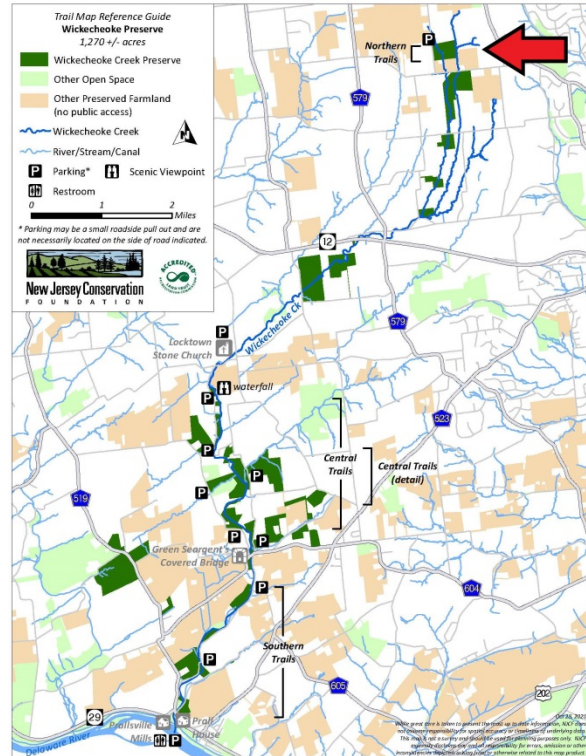 Trail Map Reference Guide
Wickecheoke Preserve
1,270 +/- acres
Wickecheoke Preserve
Other Open Space
Other Preserved Farmland
(no public access)
Wickecheoke Creek
River/Stream/Canal
P Parking*
Scenic Viewpoint
Restroom
0 1 2
Miles
* Parking may be a small roadside pull out and are
not necessarily located on the side of road indicated.
New Jersey Conservation
FOUNDATION
ACCREDITED
P
Northern
Trails
579
12
Wickecheoke Ck
579
P
Locktown
Stone Church
waterfall
P
523
Central
Trails
Central Trails
(detail)
P
P
P
519
P
P
P
Green Seargent's
Covered Bridge
P
604
Southern
Trails
P
605
202
29
Prallsville
Mills
Prall
House
P
Delaware River